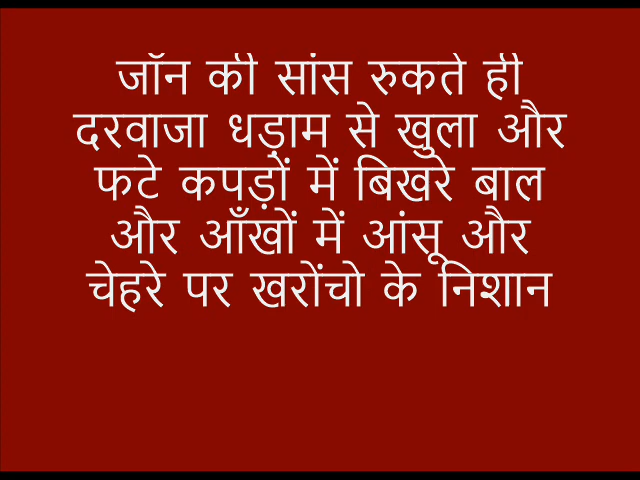 जॉन की सांस रुकते ही
दरवाजा धड़ाम से खुला और
फटे कपड़ों में बिखरे बाल
और आँखों में आंसू और
चेहरे पर खरोंचो के निशान